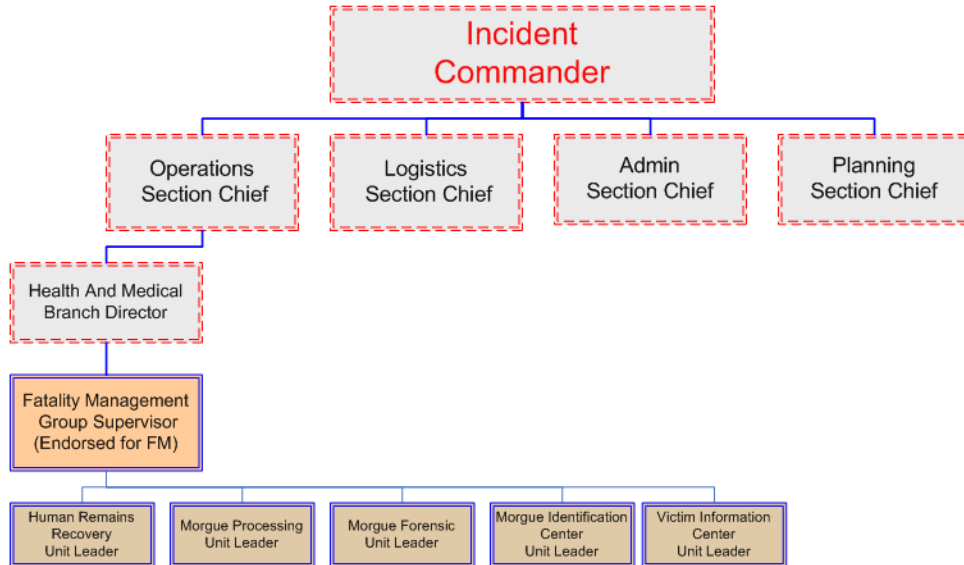 Incident
Commander
Operations
Section Chief
Logistics
Section Chief
Admin
Section Chief
Planning
Section Chief
Health And Medical
Branch Director
Fatality Management
Group Supervisor
(Endorsed for FM)
Human Remains
Recovery
Unit Leader
Morgue Processing
Unit Leader
Morgue Forensic
Unit Leader
Morgue Identification
Center
Unit Leader
Victim Information
Center
Unit Leader